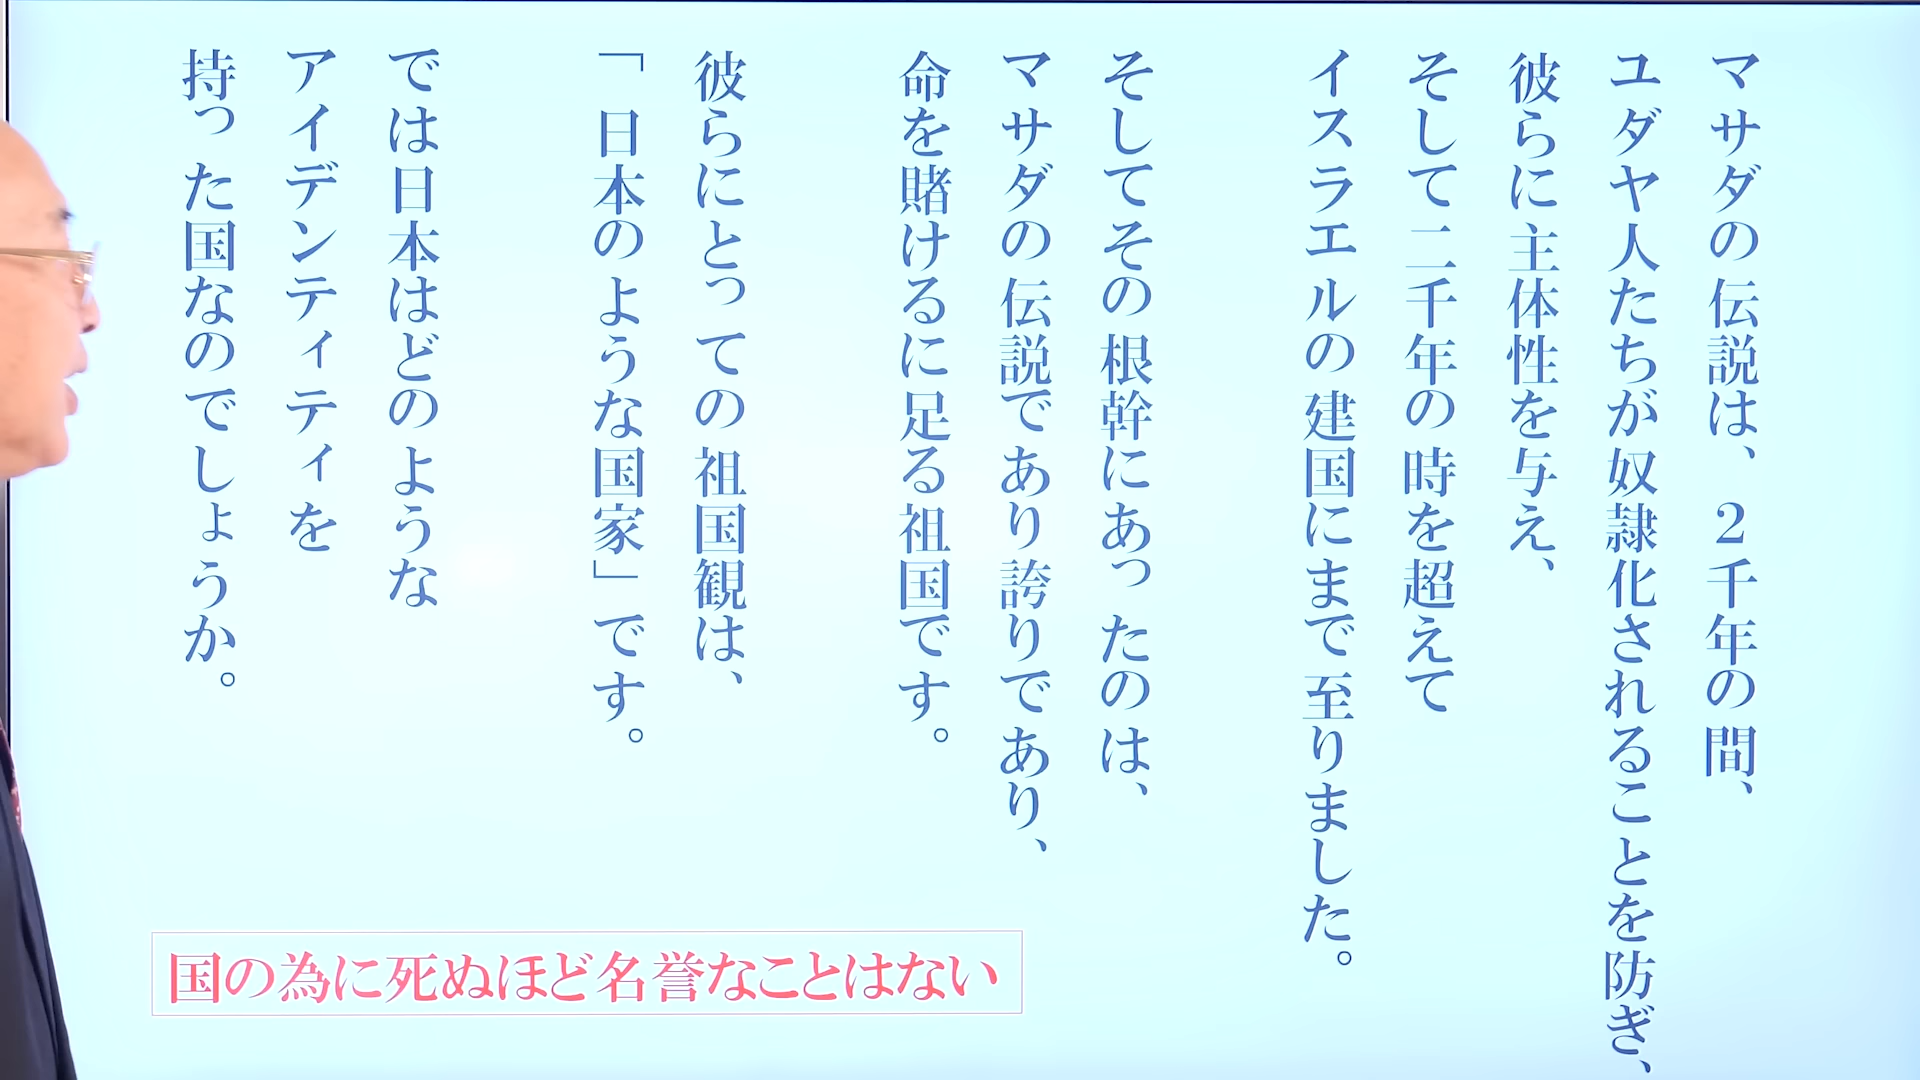 マサダの伝説は、2千年の間、
ユダヤ人たちが奴隷化されることを防ぎ、
彼らに主体性を与え、
そして二千年の時を超えて
イスラエルの建国にまで至りました。
そしてその根幹にあったのは、
マサダの伝説であり誇りであり、
命を賭けるに足る祖国です。
彼らにとっての祖国観は、
「日本のような国家」です。
では日本はどのような
アイデンティティを
持った国なのでしょうか。
国の為に死ぬほど名誉なことはない